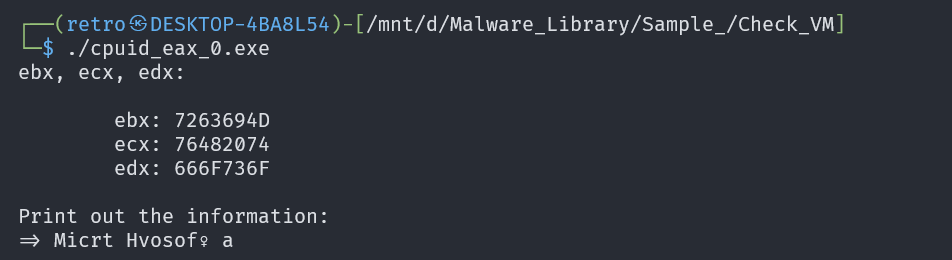 ┌──(retro㉿DESKTOP-4BA8L54)-[/mnt/d/Malware_Library/Sample_/Check_VM]
└─$ ./cpuid_eax_0.exe
ebx, ecx, edx:
ebx: 7263694D
ecx: 76482074
edx: 666F736F
Print out the information:
⇒ Micrt Hvosof♀ a